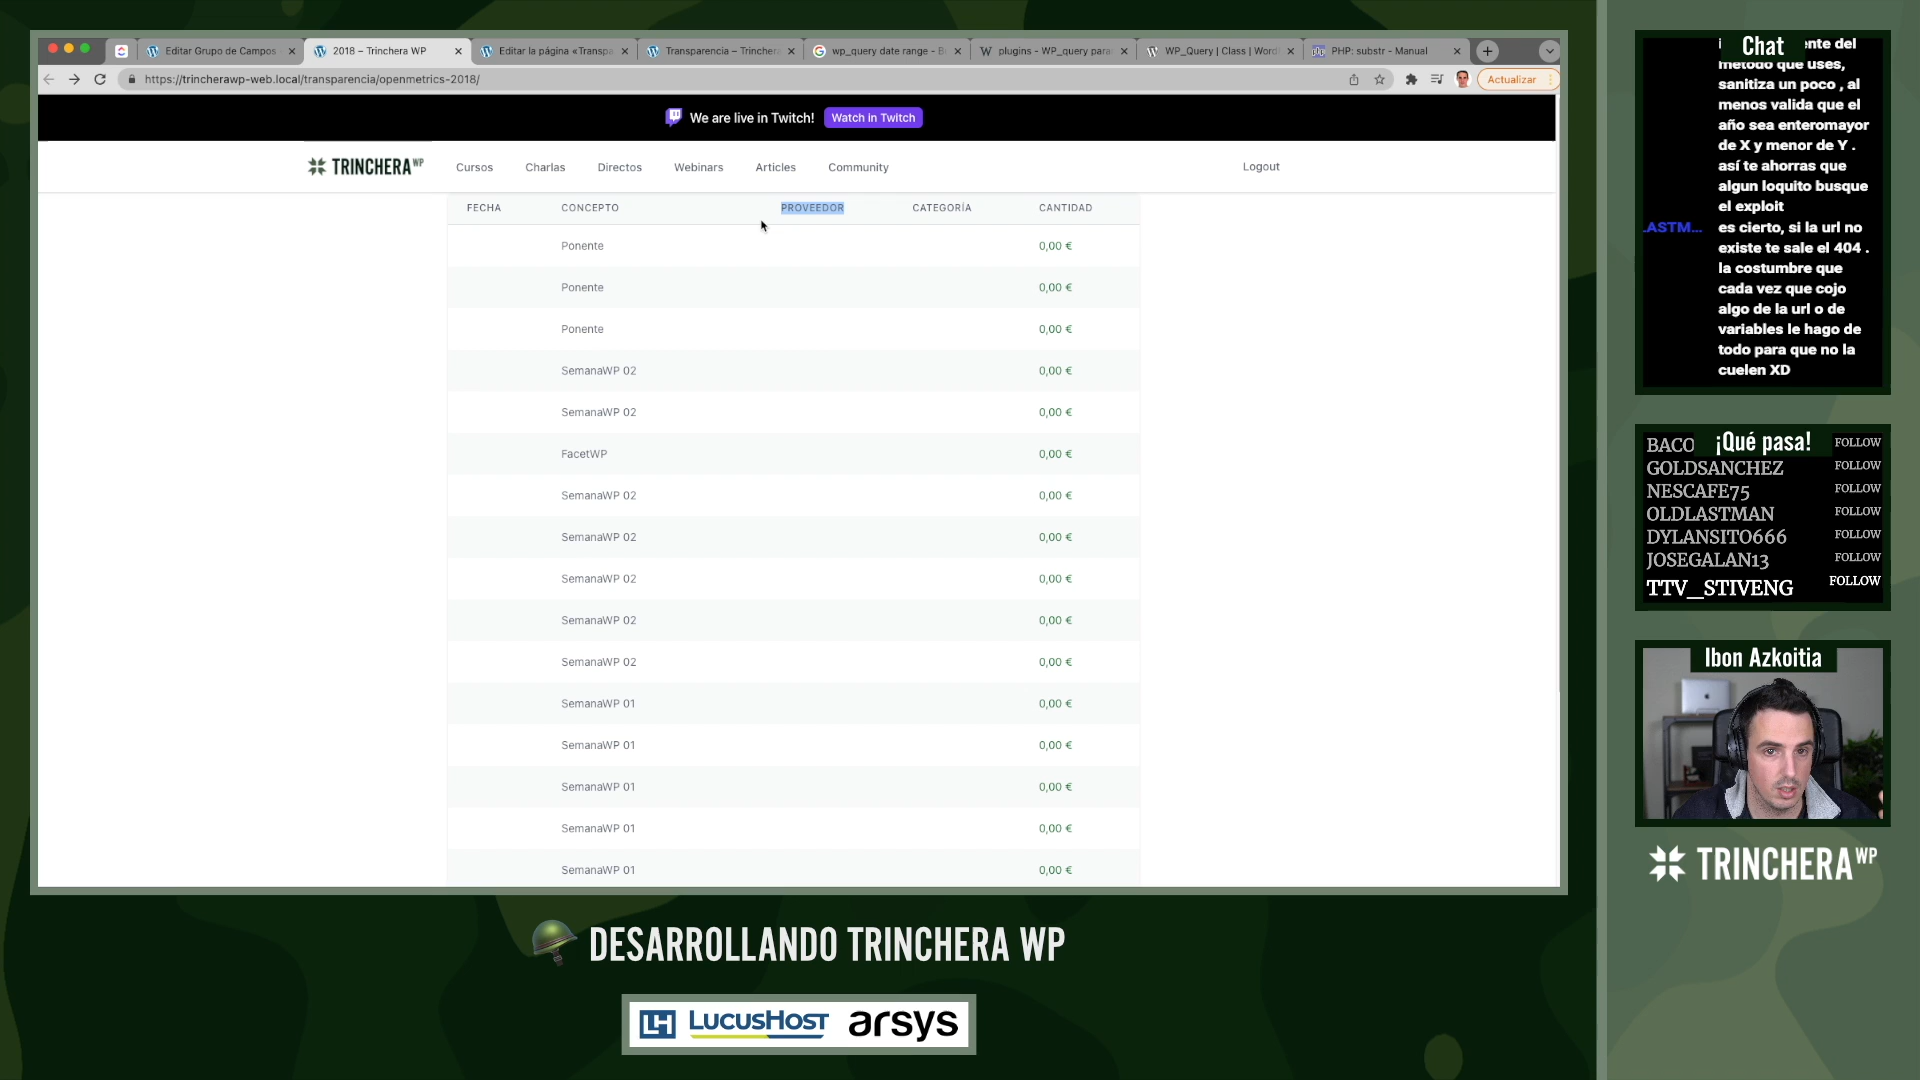 Editar Grupo de Campos
2018 – Trinchera WP
Editar la página «Transpa
Transparencia – Trincher
wp_query date range - B
plugins - WP_query para
WP_Query | Class | Word
PHP: substr - Manual
https://trincherawp-web.local/transparencia/openmetrics-2018/
Actualizar
We are live in Twitch!
Watch in Twitch
TRINCHERA WP
Cursos
Charlas
Directos
Webinars
Articles
Community
Logout
FECHA CONCEPTO PROVEEDOR CATEGORÍA CANTIDAD
Ponente 0,00 €
Ponente 0,00 €
Ponente 0,00 €
SemanaWP 02 0,00 €
SemanaWP 02 0,00 €
FacetWP 0,00 €
SemanaWP 02 0,00 €
SemanaWP 02 0,00 €
SemanaWP 02 0,00 €
SemanaWP 02 0,00 €
SemanaWP 02 0,00 €
SemanaWP 01 0,00 €
SemanaWP 01 0,00 €
SemanaWP 01 0,00 €
SemanaWP 01 0,00 €
SemanaWP 01 0,00 €
DESARROLLANDO TRINCHERA WP
LH LUCUSHOST arsys
Chat
ente del
metodo que uses,
sanitiza un poco , al
menos valida que el
año sea enteromayor
de X y menor de Y .
así te ahorras que
algun loquito busque
el exploit
LASTM... es cierto, si la url no
existe te sale el 404 .
la costumbre que
cada vez que cojo
algo de la url o de
variables le hago de
todo para que no la
cuelen XD
¡Qué pasa!
BACO FOLLOW
GOLDSANCHEZ FOLLOW
NESCAFE75 FOLLOW
OLDLASTMAN FOLLOW
DYLANSITO666 FOLLOW
JOSEGALAN13 FOLLOW
TTV_STIVENG FOLLOW
Ibon Azkoitia
TRINCHERA WP